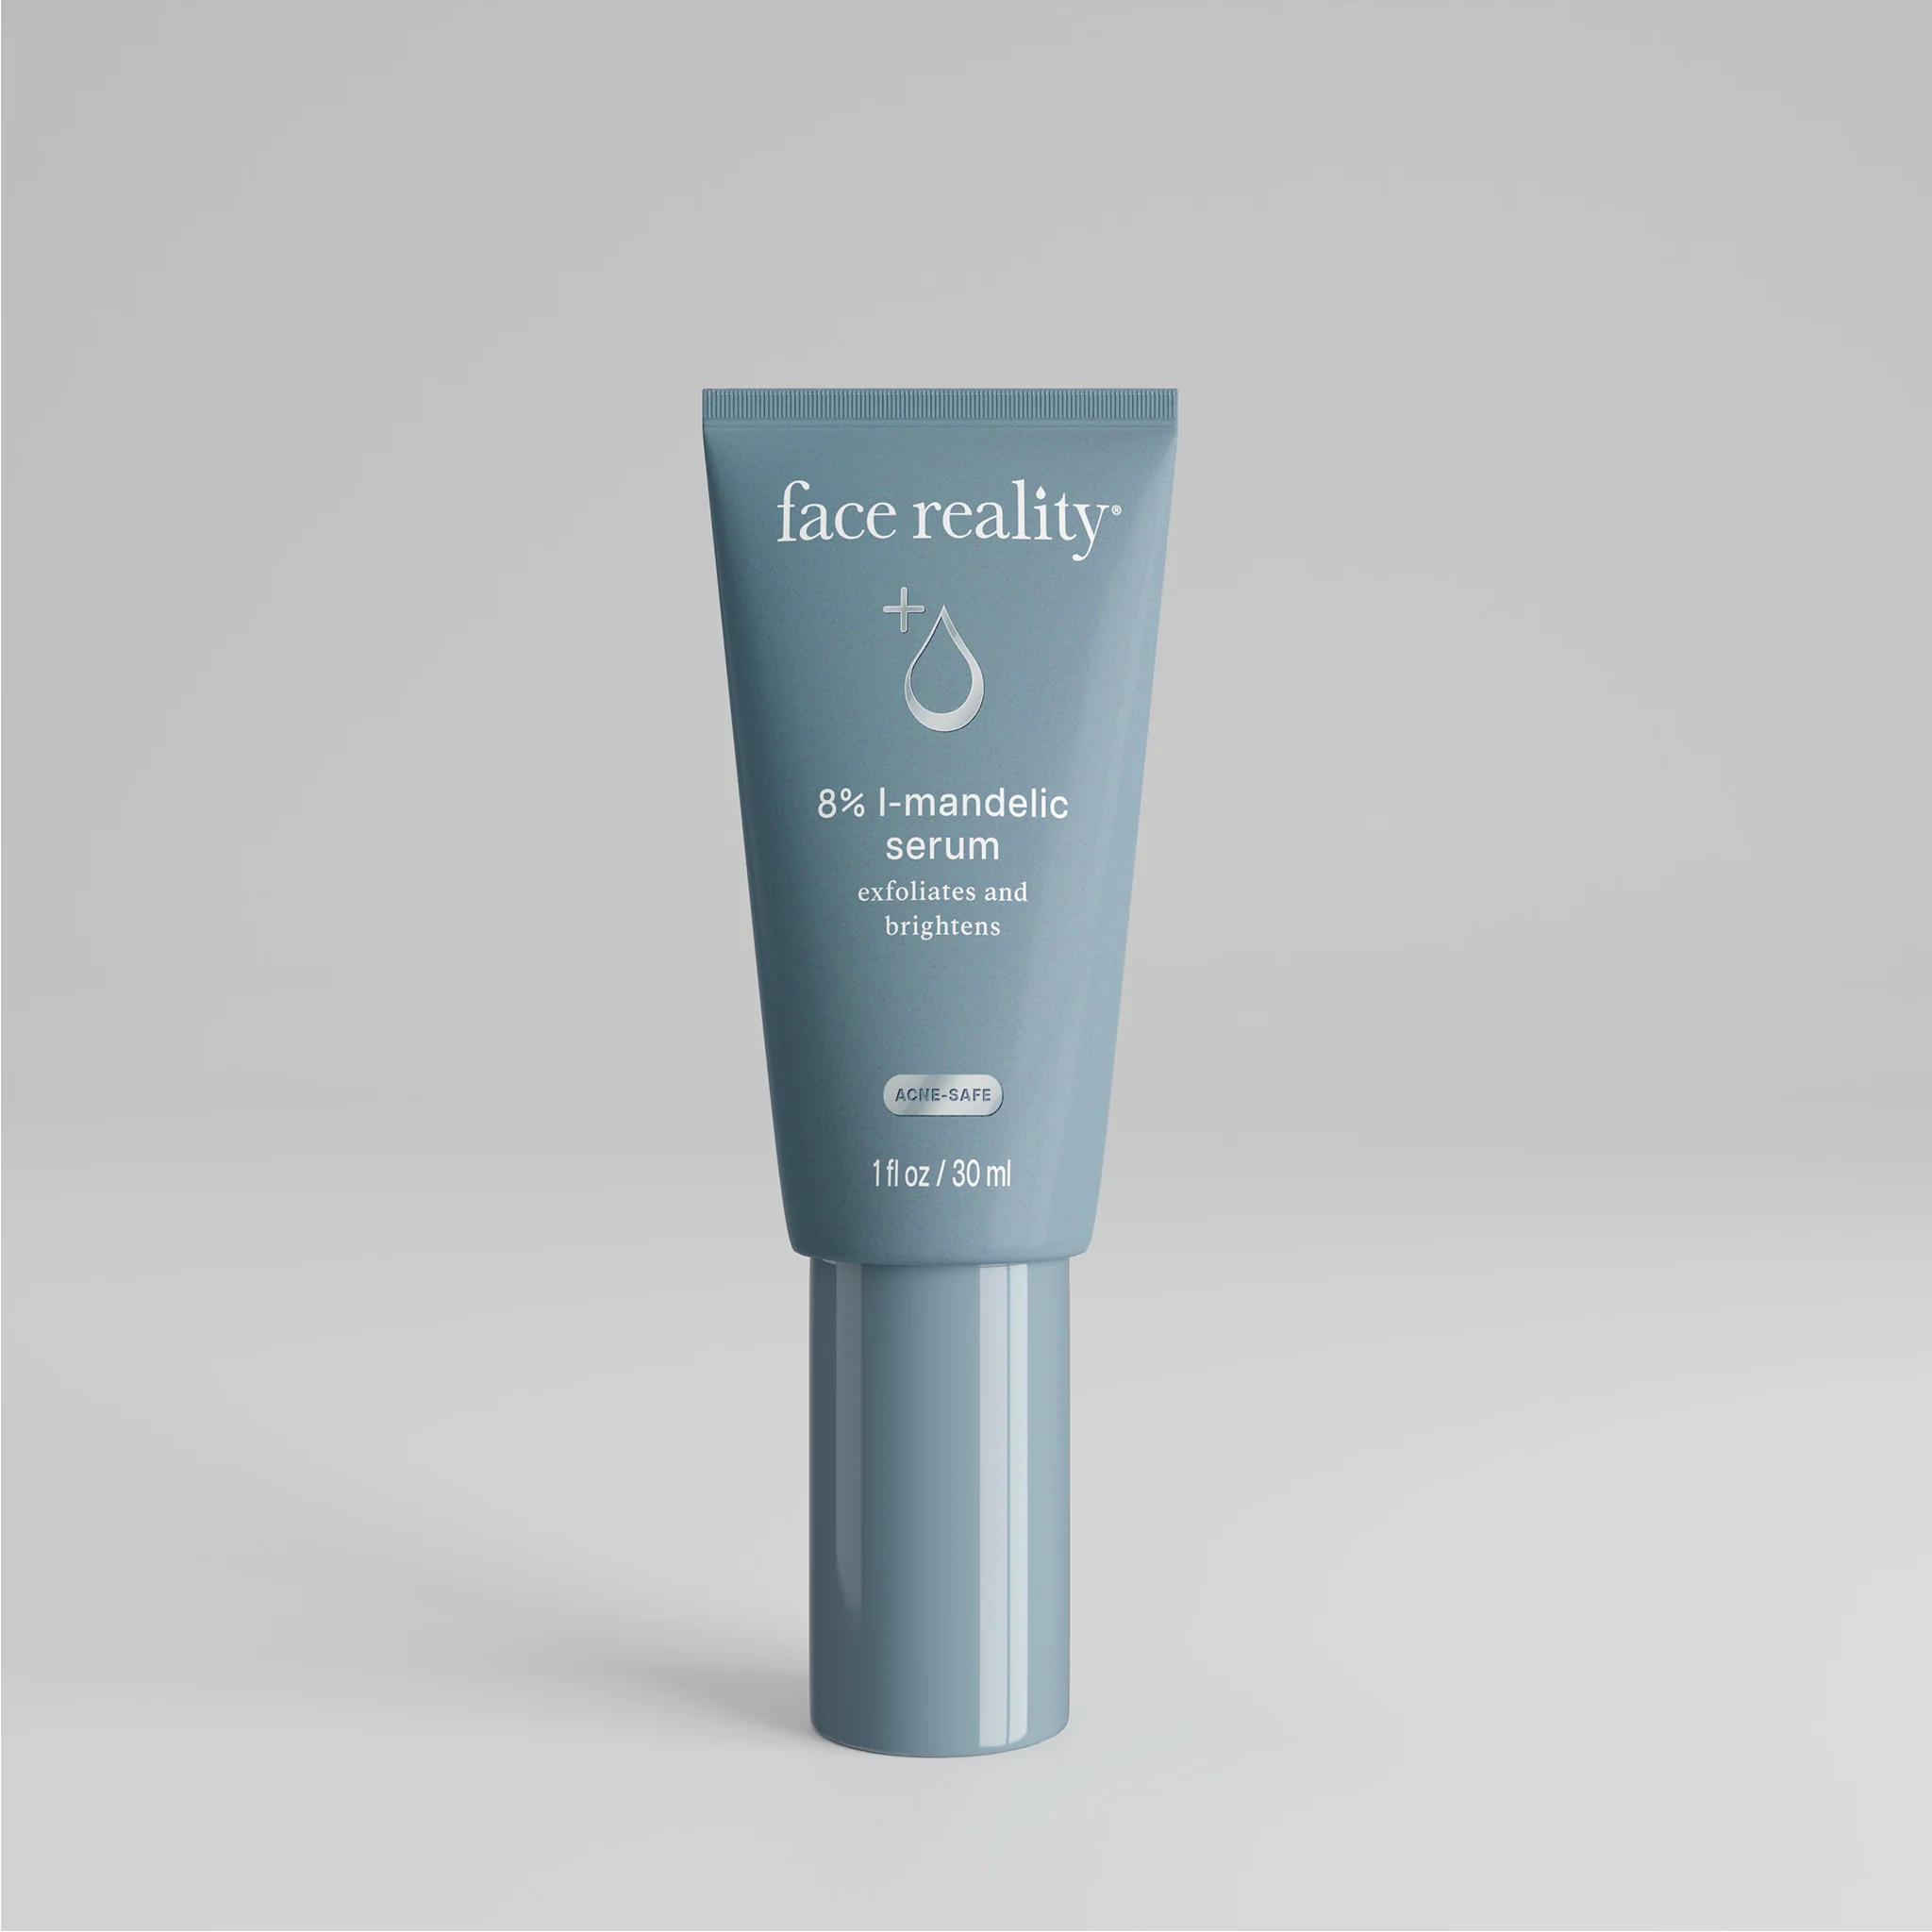 face reality®
8% l-mandelic
serum
exfoliates and
brightens
ACNE-SAFE
1 fl oz / 30 ml